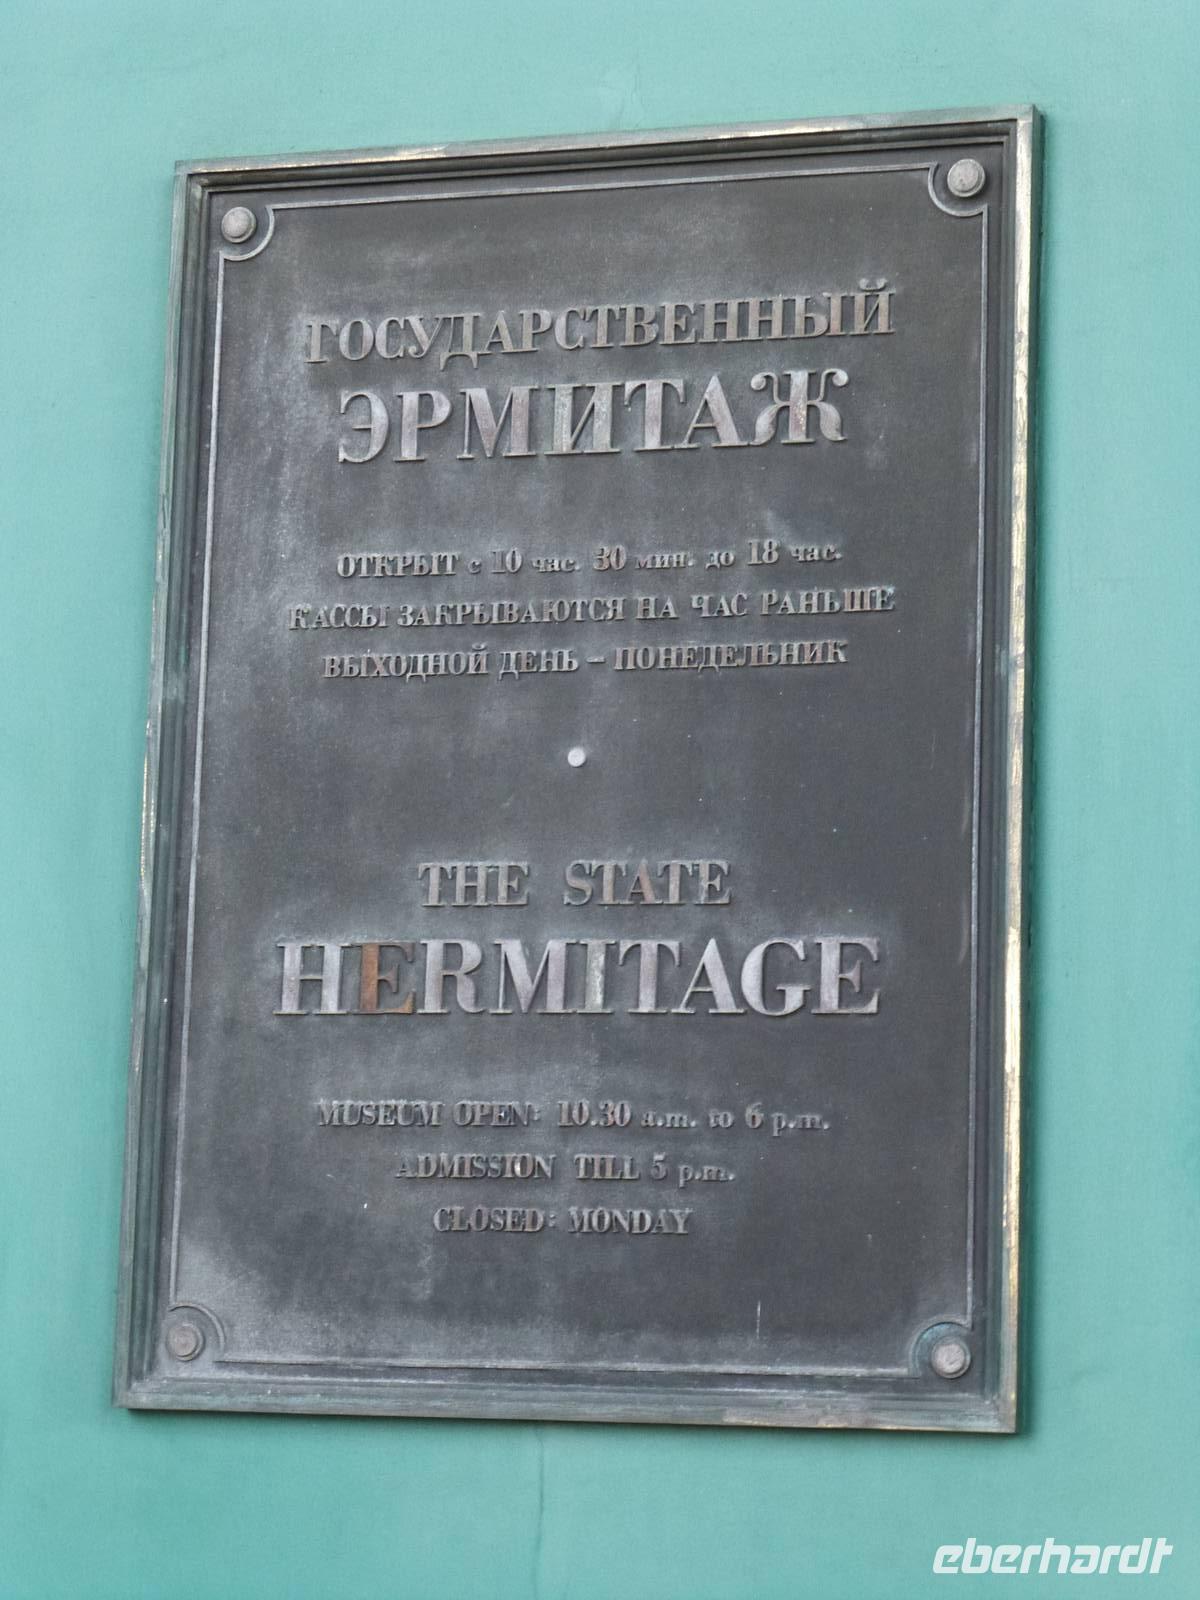 ГОСУДАРСТВЕННЫЙ
ЭРМИТАЖ
ОТКРЫТ с 10 час. 30 мин. до 18 час.
КАССЫ ЗАКРЫВАЮТСЯ НА ЧАС РАНЬШЕ
ВЫХОДНОЙ ДЕНЬ – ПОНЕДЕЛЬНИК
THE STATE
HERMITAGE
MUSEUM OPEN: 10.30 a.m. to 6 p.m.
ADMISSION TILL 5 p.m.
CLOSED: MONDAY
eberhardt